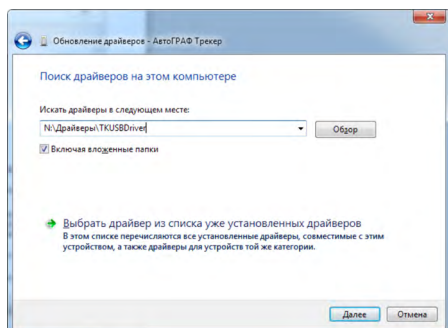 Обновление драйверов - АвтоГРАФ Трекер
Поиск драйверов на этом компьютере
Искать драйверы в следующем месте:
N:\Драйверы\TKUSBDriver
Обзор
Включая вложенные папки
Выбрать драйвер из списка уже установленных драйверов
В этом списке перечисляются все установленные драйверы, совместимые с этим
устройством, а также драйверы для устройств той же категории.
Далее
Отмена